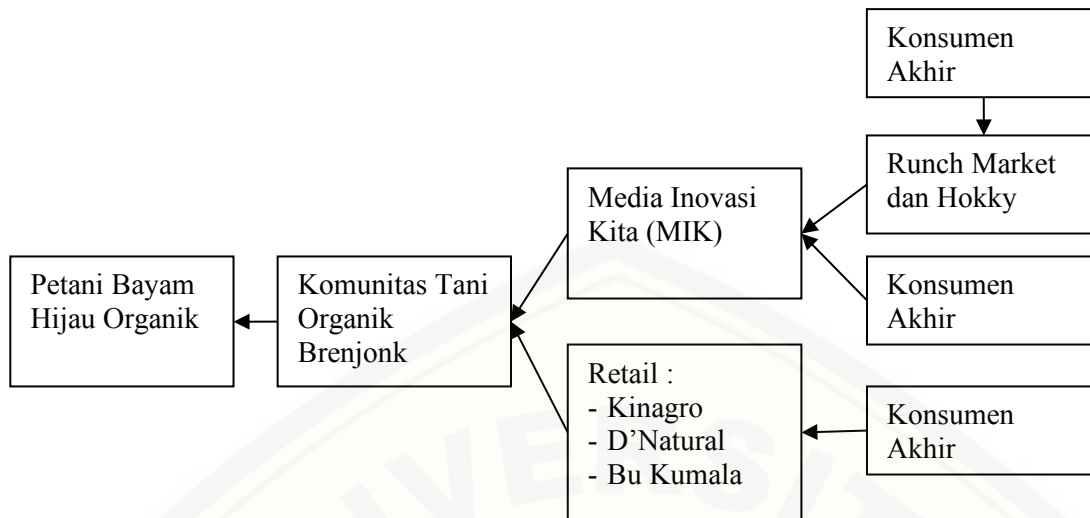 Petani Bayam
Hijau Organik
Komunitas Tani
Organik
Brenjonk
Media Inovasi
Kita (MIK)
Retail :
- Kinagro
- D’Natural
- Bu Kumala
Konsumen
Akhir
Runch Market
dan Hokky
Konsumen
Akhir
Konsumen
Akhir